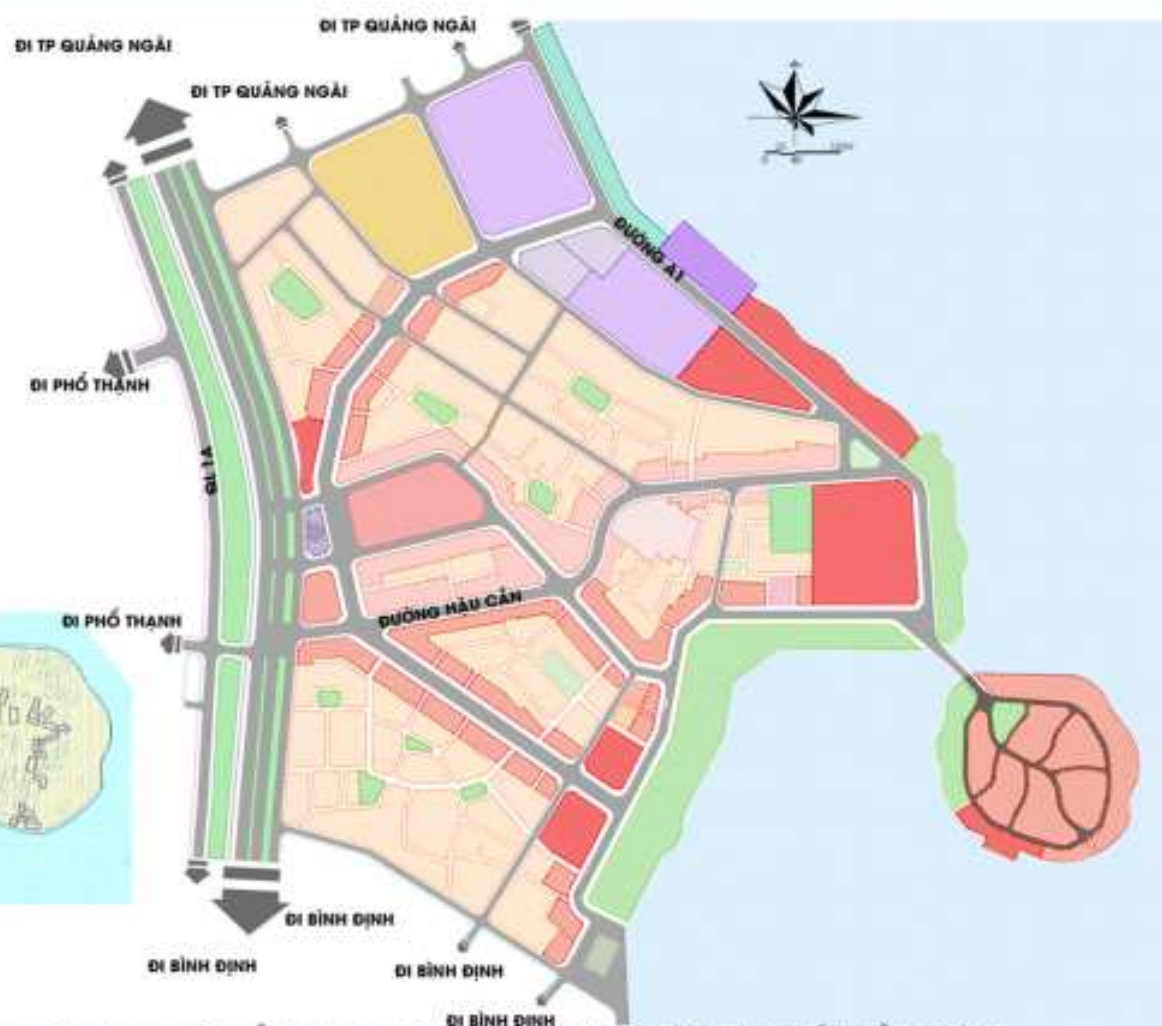 ĐI TP QUẢNG NGÃI
ĐI TP QUẢNG NGÃI
ĐI TP QUẢNG NGÃI
ĐƯỜNG A1
ĐI PHỔ THẠNH
QL 1A
ĐI PHỔ THẠNH
ĐƯỜNG HẬU CẦN
ĐI BÌNH ĐỊNH
ĐI BÌNH ĐỊNH
ĐI BÌNH ĐỊNH
ĐI BÌNH ĐỊNH